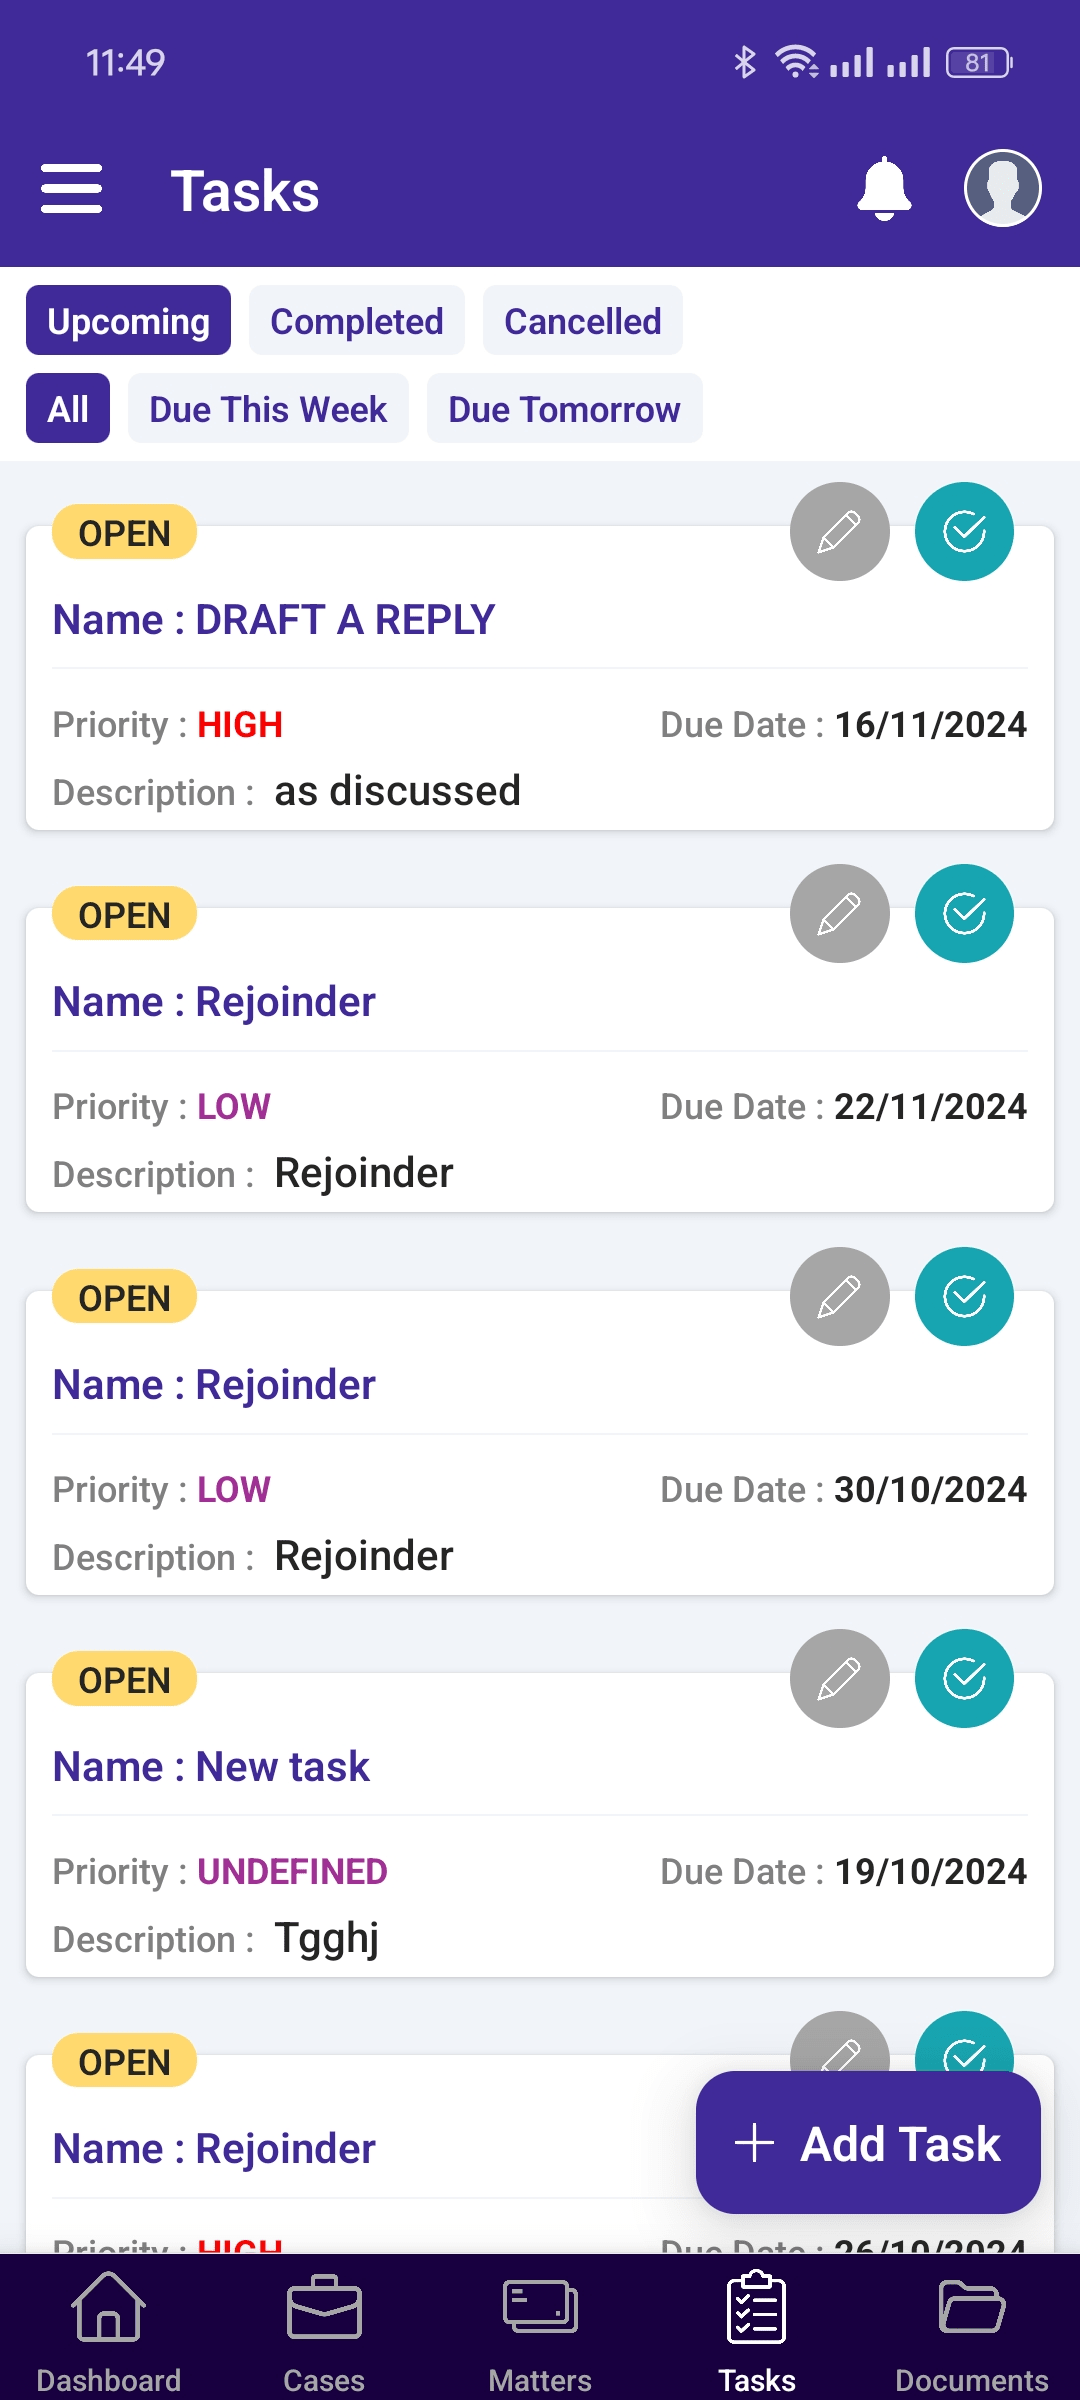 11:49
81
Tasks
Upcoming Completed Cancelled
All Due This Week Due Tomorrow
OPEN
Name : DRAFT A REPLY
Priority : HIGH Due Date : 16/11/2024
Description : as discussed
OPEN
Name : Rejoinder
Priority : LOW Due Date : 22/11/2024
Description : Rejoinder
OPEN
Name : Rejoinder
Priority : LOW Due Date : 30/10/2024
Description : Rejoinder
OPEN
Name : New task
Priority : UNDEFINED Due Date : 19/10/2024
Description : Tgghj
OPEN
Name : Rejoinder
Add Task
Priority : HIGH Due Date : 26/10/2024
Dashboard Cases Matters Tasks Documents